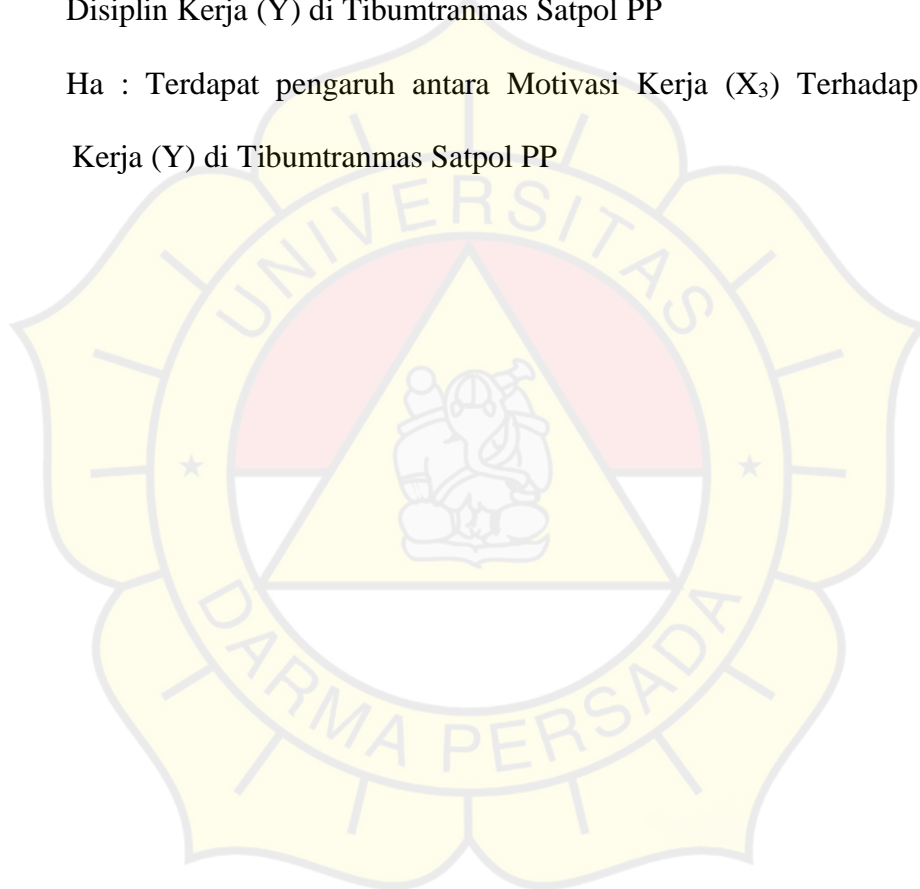 Disiplin Kerja (Y) di Tibumtranmas Satpol PP
Ha : Terdapat pengaruh antara Motivasi Kerja (X₃) Terhadap
Kerja (Y) di Tibumtranmas Satpol PP
UNIVERSITAS
DARMA PERSADA